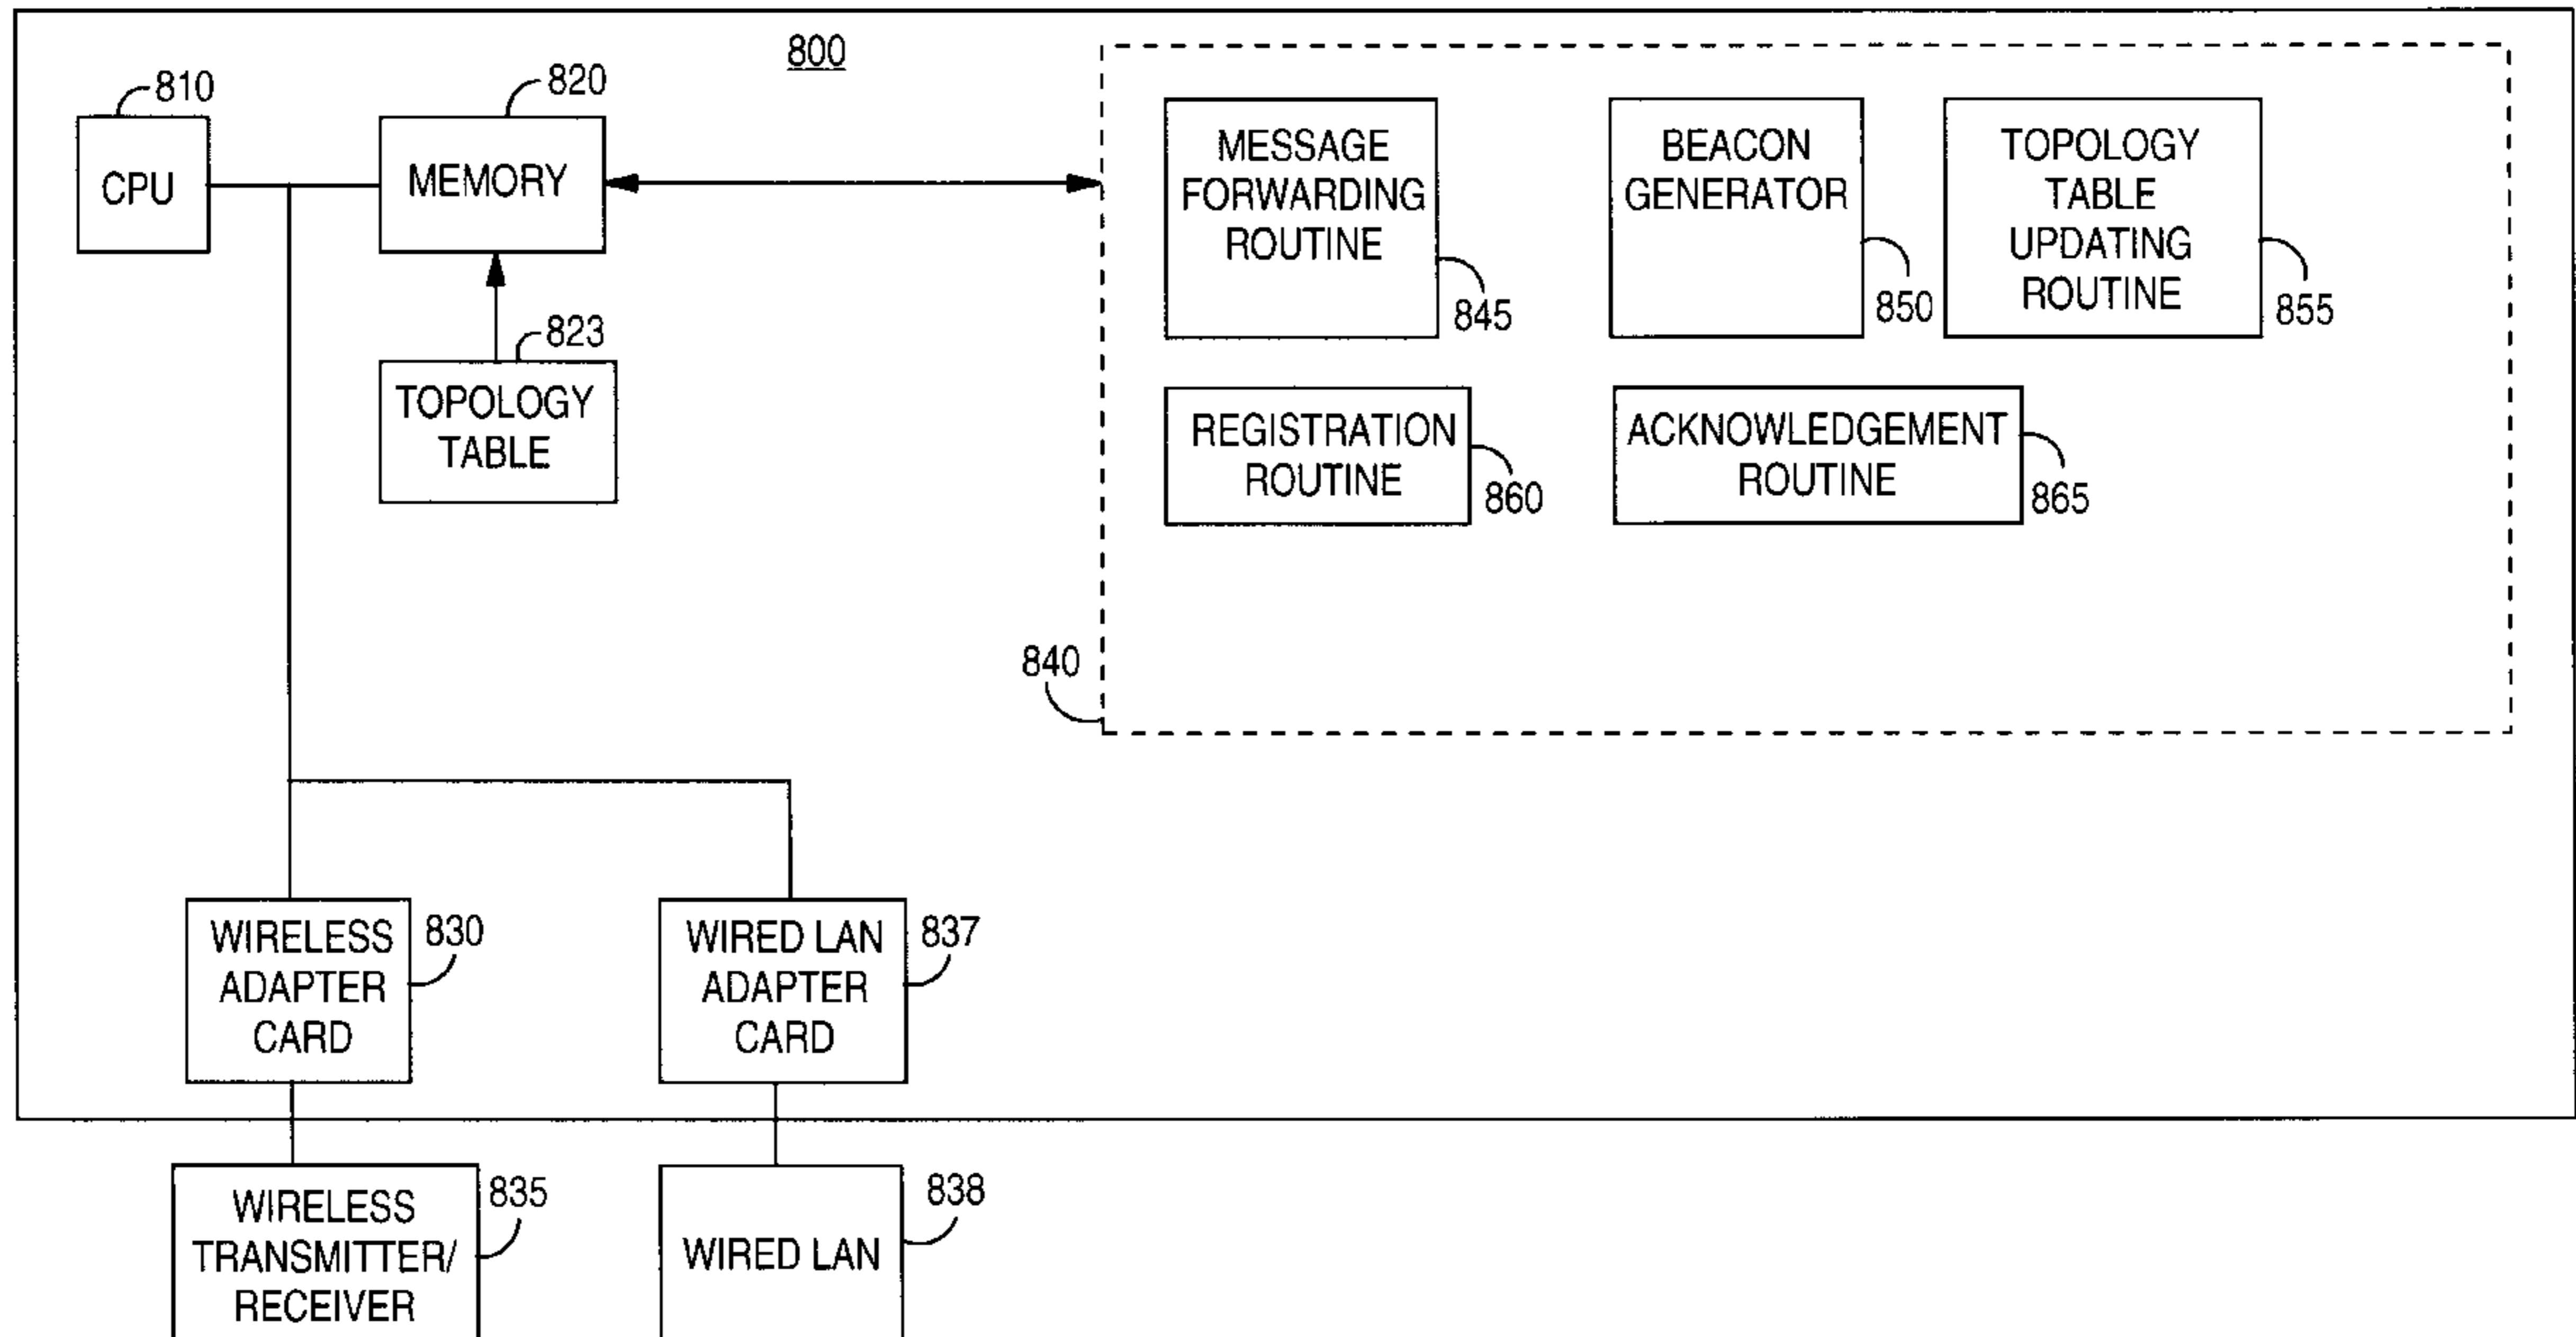 800
810
CPU
820
MEMORY
823
TOPOLOGY
TABLE
MESSAGE
FORWARDING
ROUTINE
845
BEACON
GENERATOR
850
TOPOLOGY
TABLE
UPDATING
ROUTINE
855
REGISTRATION
ROUTINE
860
ACKNOWLEDGEMENT
ROUTINE
865
840
WIRELESS
ADAPTER
CARD
830
WIRED LAN
ADAPTER
CARD
837
WIRELESS
TRANSMITTER/
RECEIVER
835
WIRED LAN
838